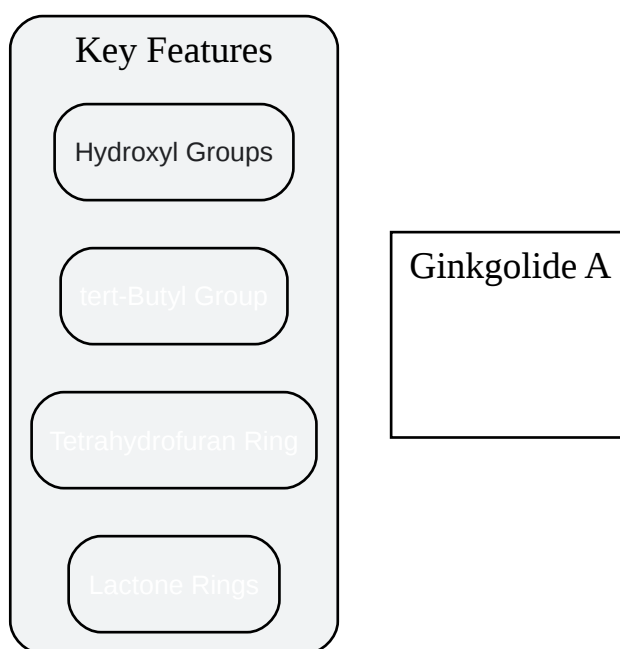 Key Features
Hydroxyl Groups
tert-Butyl Group
Tetrahydrofuran Ring
Lactone Rings
Ginkgolide A